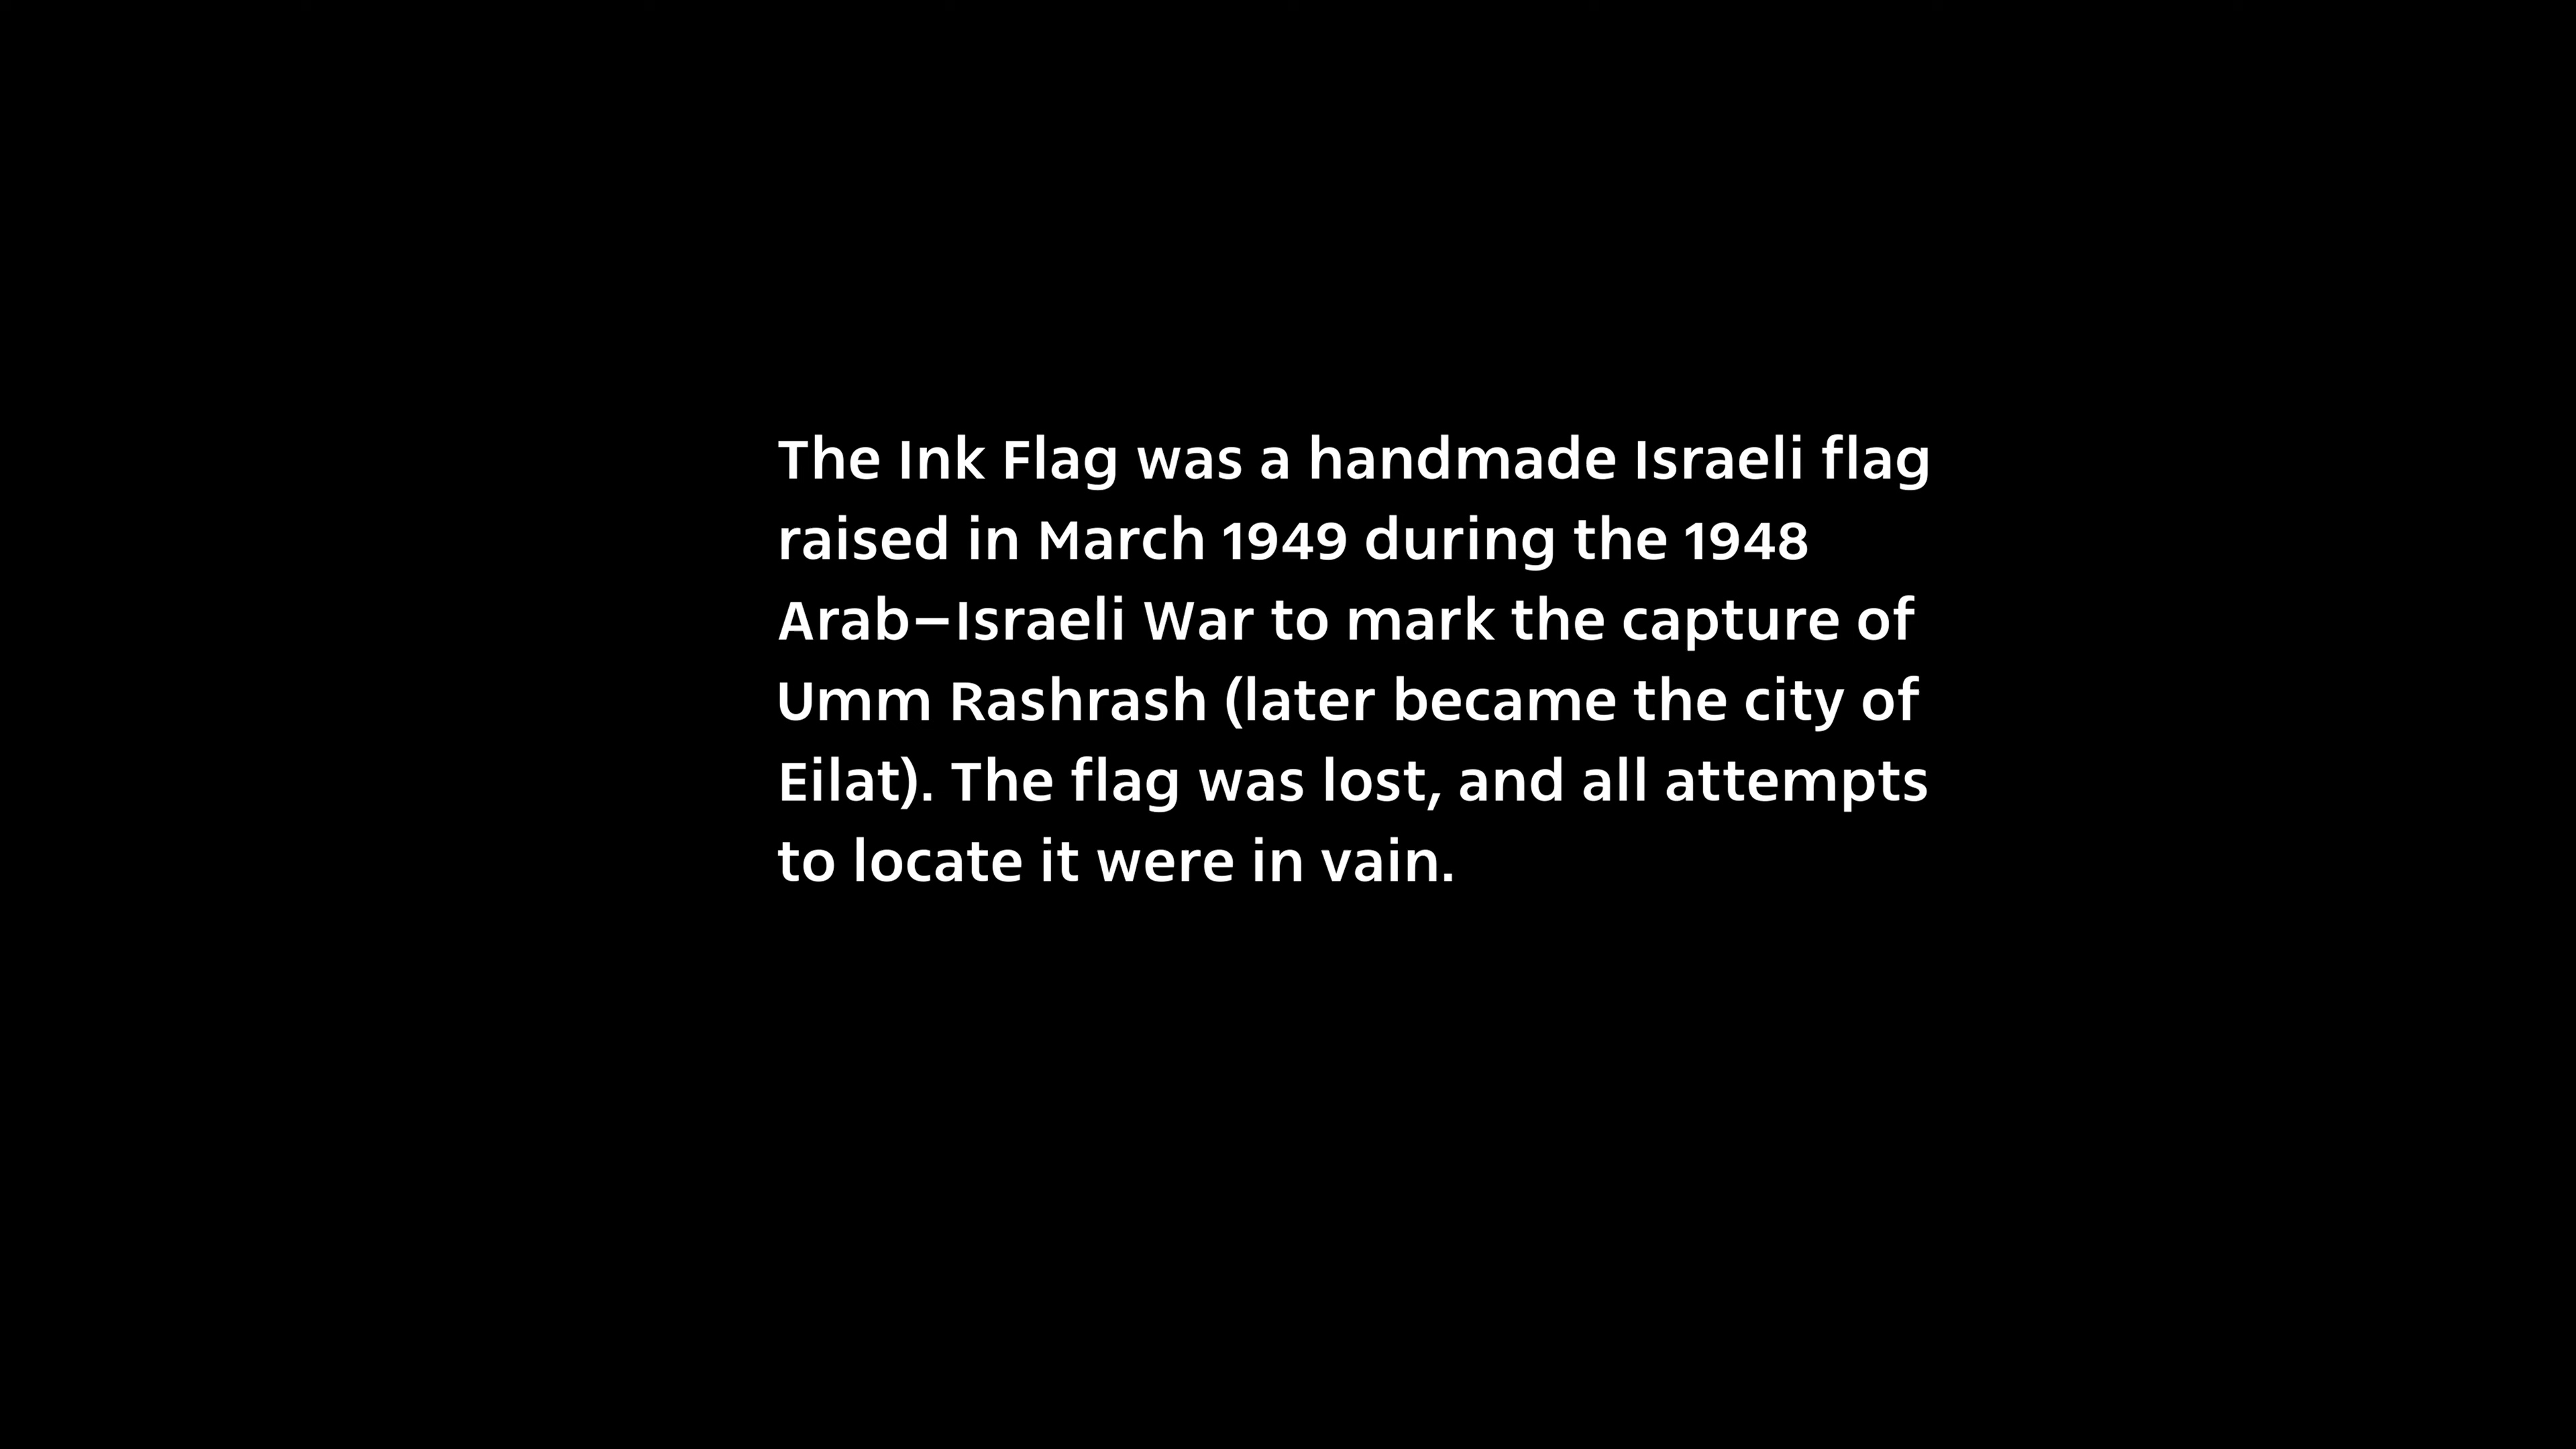 The Ink Flag was a handmade Israeli flag
raised in March 1949 during the 1948
Arab–Israeli War to mark the capture of
Umm Rashrash (later became the city of
Eilat). The flag was lost, and all attempts
to locate it were in vain.